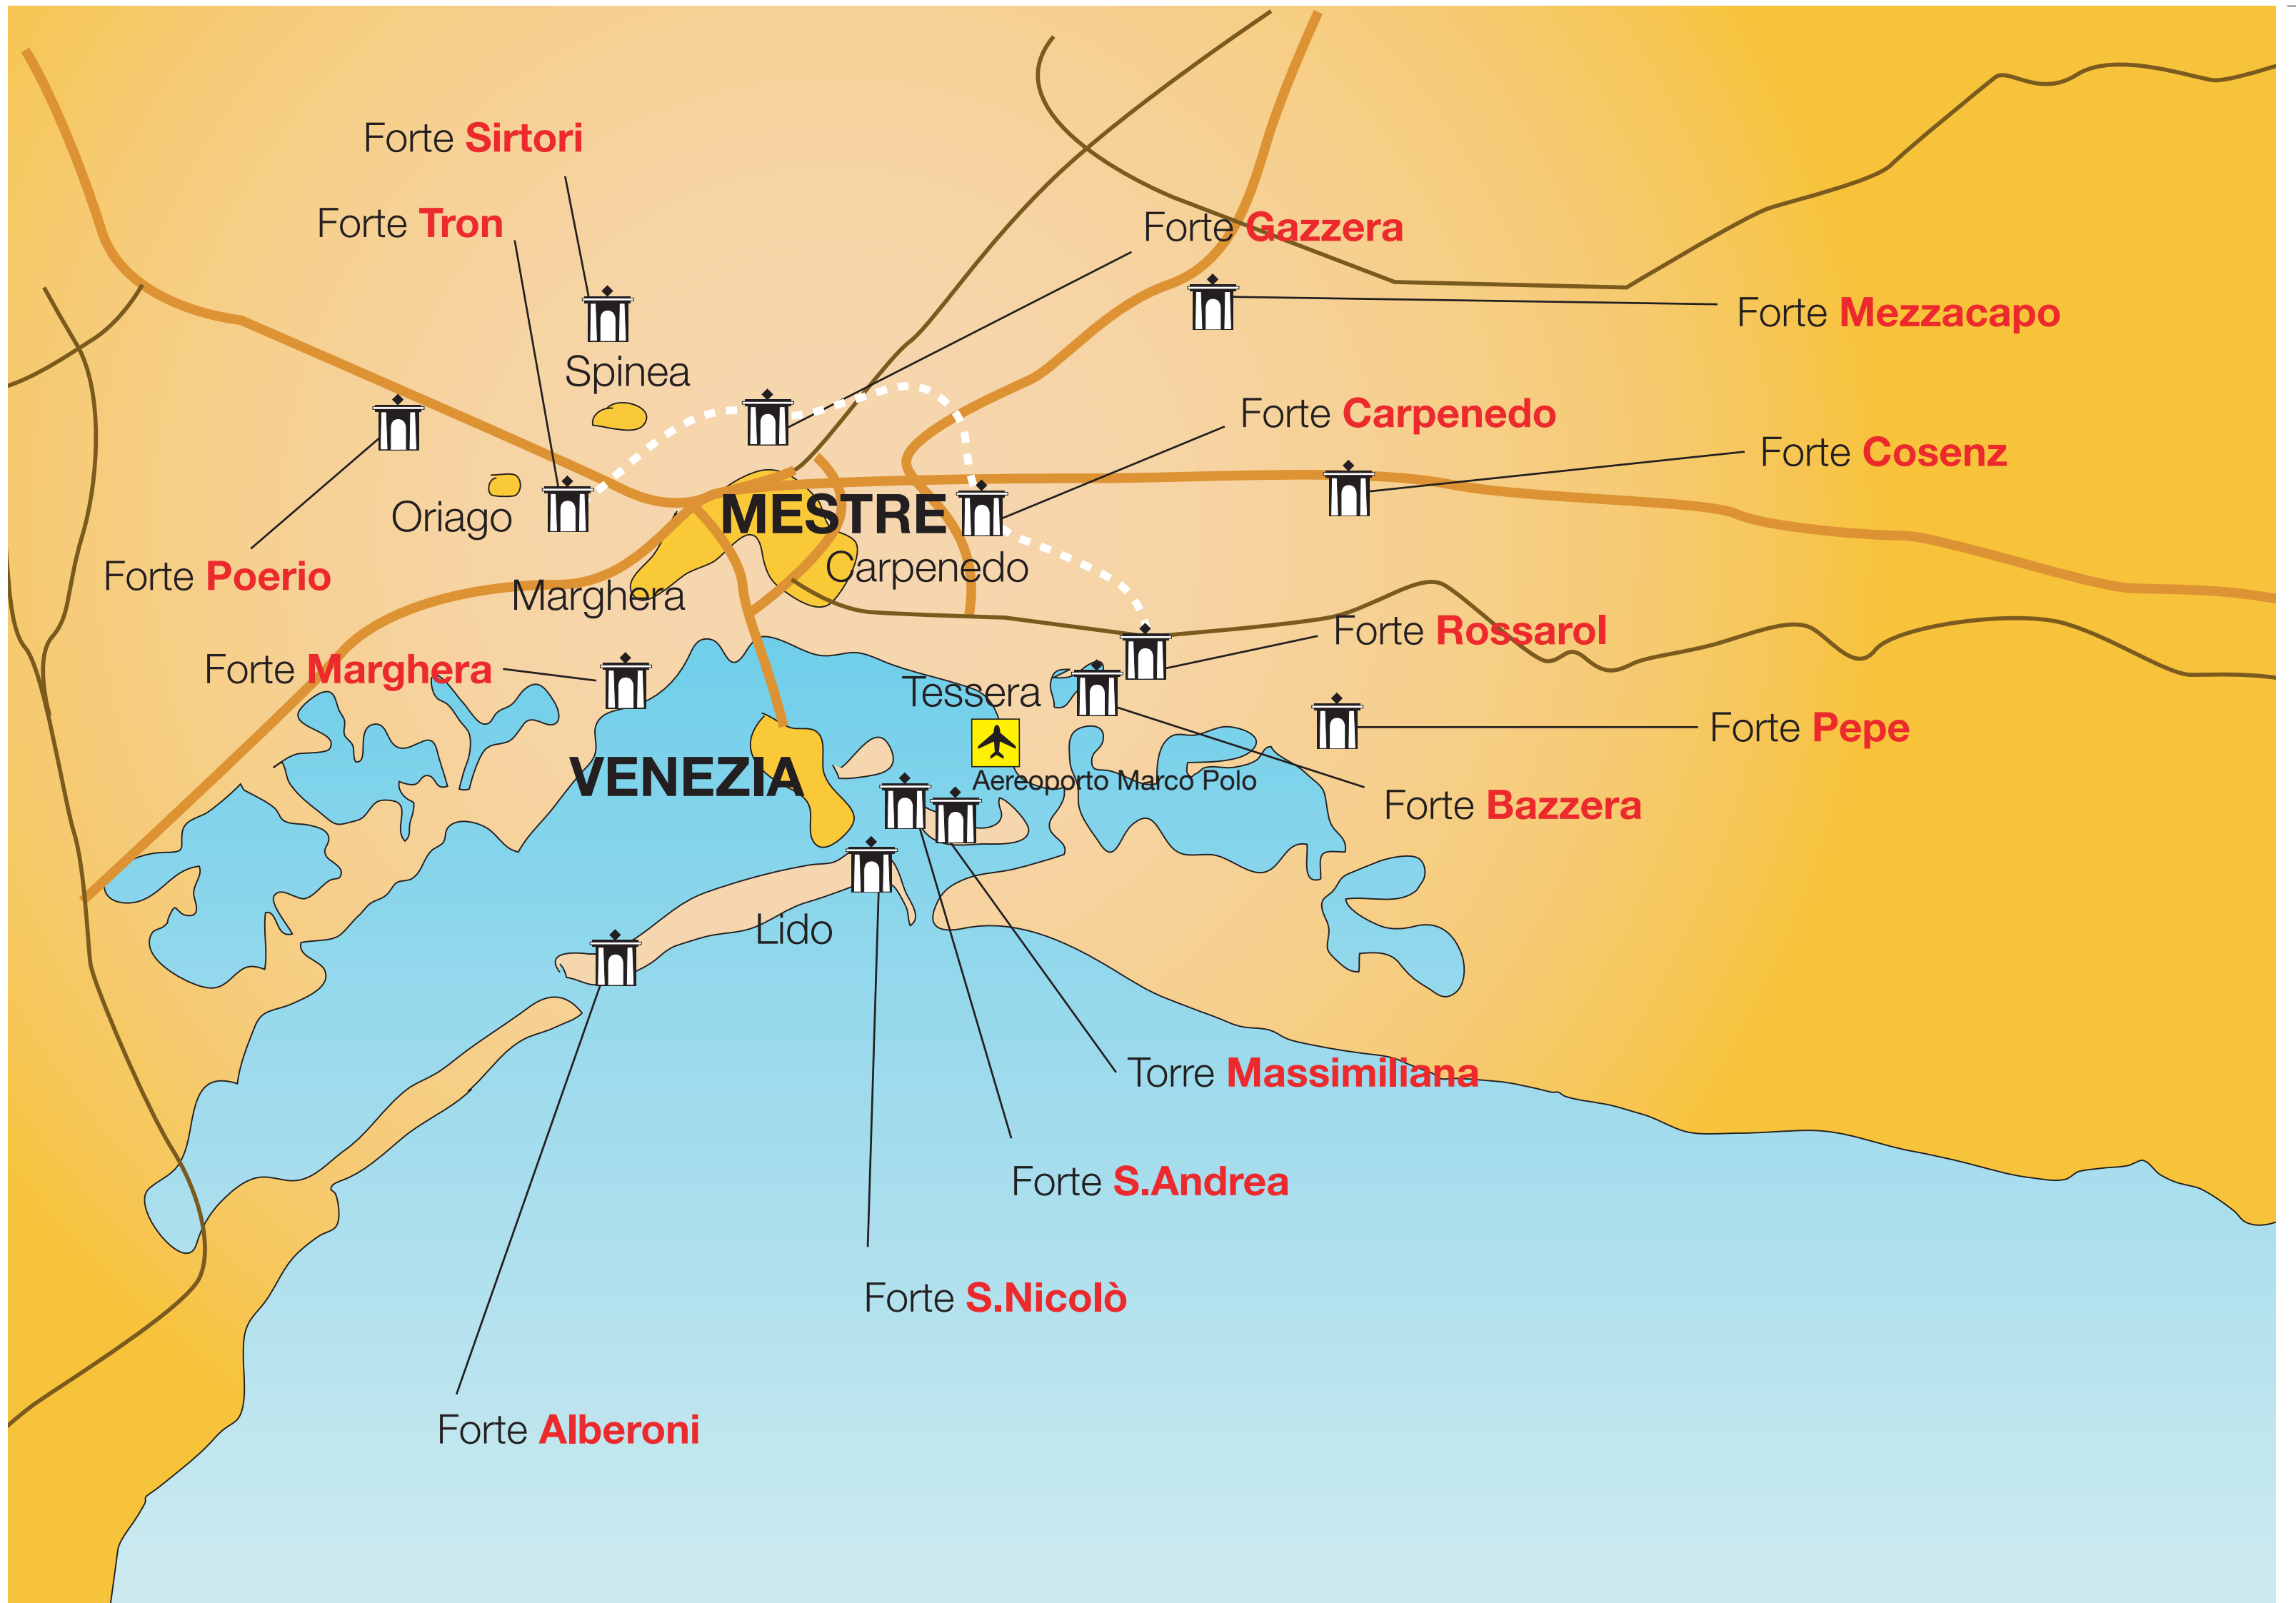 Forte Sirtori
Forte Tron
Forte Gazzera
Forte Mezzacapo
Spinea
Forte Carpenedo
Forte Cosenz
Oriago
MESTRE
Carpenedo
Forte Poerio
Marghera
Forte Rossarol
Forte Marghera
Tessera
Forte Pepe
VENEZIA
Aereoporto Marco Polo
Forte Bazzera
Lido
Torre Massimiliana
Forte S.Andrea
Forte S.Nicolò
Forte Alberoni